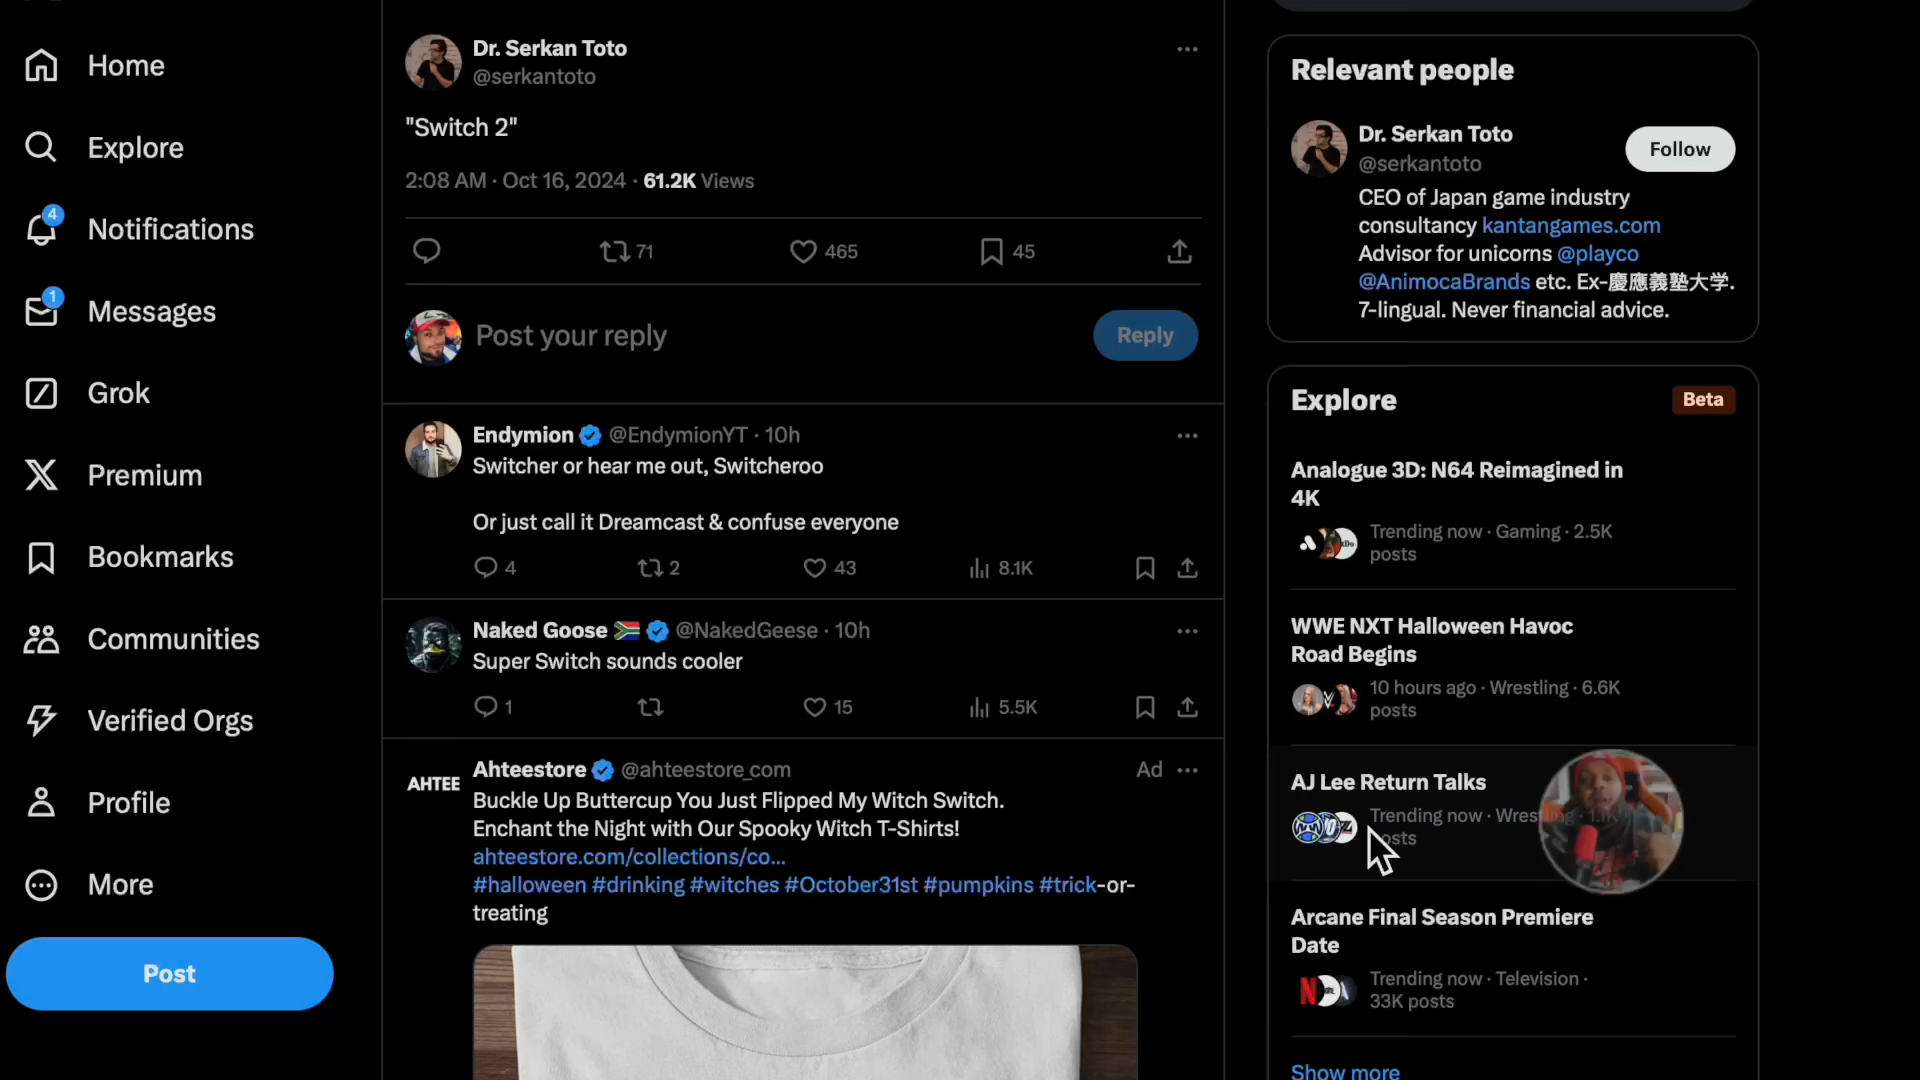 Home
Explore
4
Notifications
1
Messages
Grok
Premium
Bookmarks
Communities
Verified Orgs
Profile
More
Post
Dr. Serkan Toto
@serkantoto
"Switch 2"
2:08 AM · Oct 16, 2024 · 61.2K Views
71
465
45
Post your reply
Reply
Endymion @EndymionYT · 10h
Switcher or hear me out, Switcheroo
Or just call it Dreamcast & confuse everyone
4
2
43
8.1K
Naked Goose @NakedGeese · 10h
Super Switch sounds cooler
1
15
5.5K
AHTEE
Ahteestore @ahteestore_com
Ad
Buckle Up Buttercup You Just Flipped My Witch Switch.
Enchant the Night with Our Spooky Witch T-Shirts!
ahteestore.com/collections/co...
#halloween #drinking #witches #October31st #pumpkins #trick-or-
treating
Relevant people
Dr. Serkan Toto
@serkantoto
Follow
CEO of Japan game industry
consultancy kantangames.com
Advisor for unicorns @playco
@AnimocaBrands etc. Ex-慶應義塾大学.
7-lingual. Never financial advice.
Explore
Beta
Analogue 3D: N64 Reimagined in
4K
Trending now · Gaming · 2.5K
posts
WWE NXT Halloween Havoc
Road Begins
10 hours ago · Wrestling · 6.6K
posts
AJ Lee Return Talks
Trending now · Wrestling
posts
Arcane Final Season Premiere
Date
Trending now · Television ·
33K posts
Show more